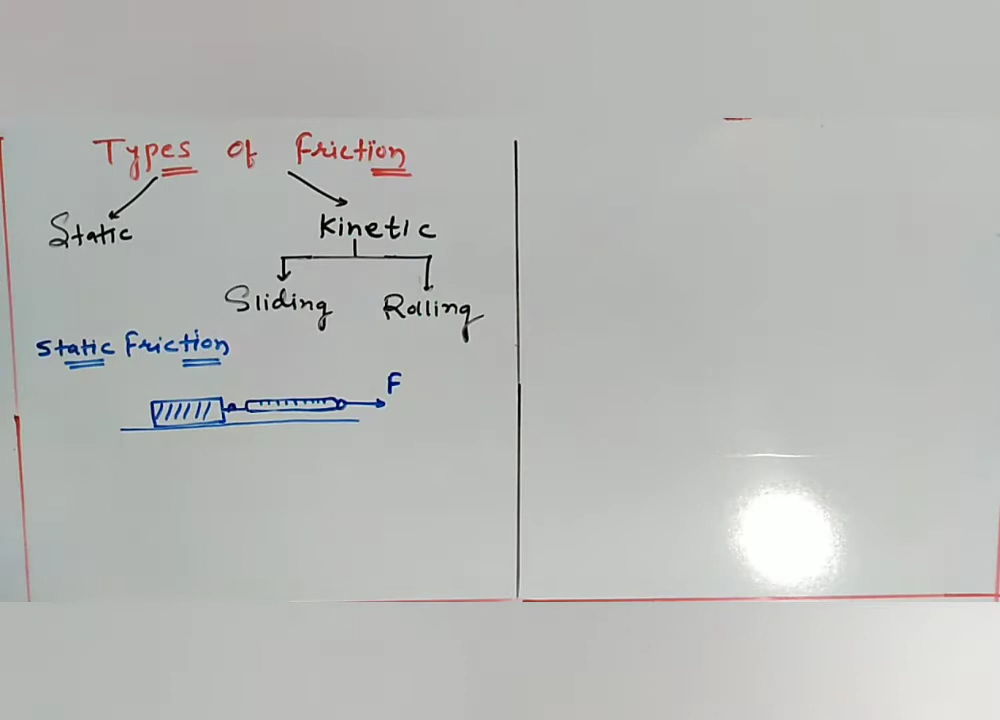 Types of Friction
Static
Kinetic
Sliding
Rolling
Static Friction
F